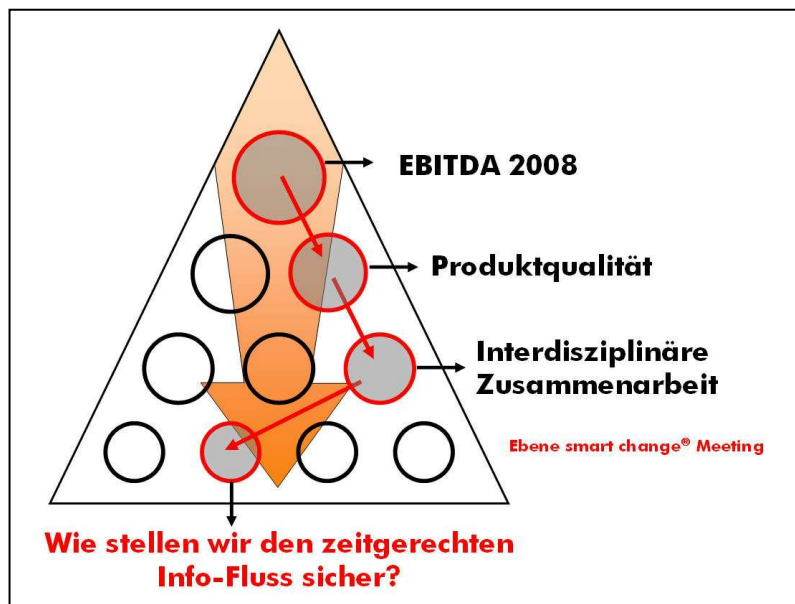 EBITDA 2008
Produktqualität
Interdisziplinäre
Zusammenarbeit
Ebene smart change® Meeting
Wie stellen wir den zeitgerechten
Info-Fluss sicher?